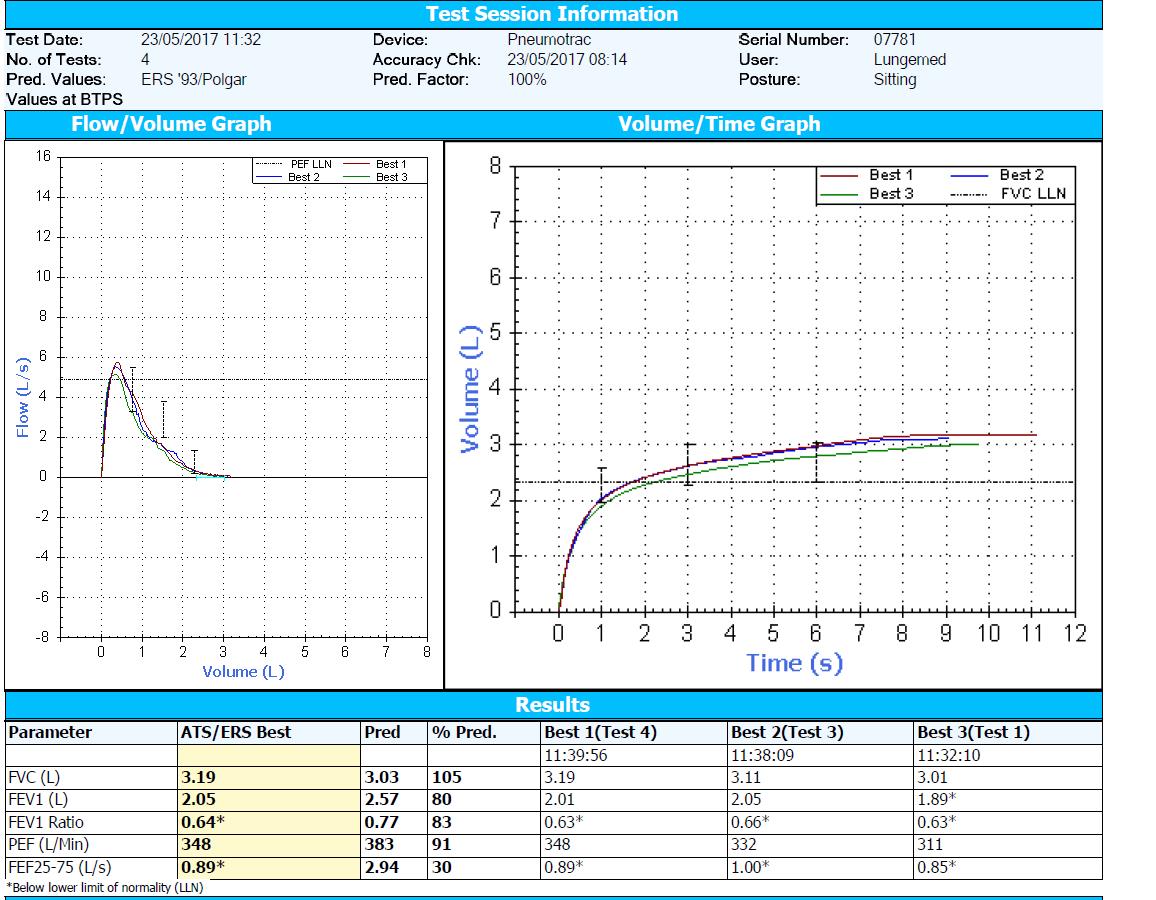 Test Session Information
Test Date: 23/05/2017 11:32 Device: Pneumotrac Serial Number: 07781
No. of Tests: 4 Accuracy Chk: 23/05/2017 08:14 User: Lungemed
Pred. Values: ERS '93/Polgar Pred. Factor: 100% Posture: Sitting
Values at BTPS
Flow/Volume Graph Volume/Time Graph
PEF LLN Best 1
Best 2 Best 3
16
14
12
10
8
6
4
2
0
-2
-4
-6
-8
Flow (L/s)
0 1 2 3 4 5 6 7 8
Volume (L)
Best 1 Best 2
Best 3 FVC LLN
8
7
6
5
4
3
2
1
0
Volume (L)
0 1 2 3 4 5 6 7 8 9 10 11 12
Time (s)
Results
Parameter ATS/ERS Best Pred % Pred. Best 1(Test 4) Best 2(Test 3) Best 3(Test 1)
11:39:56 11:38:09 11:32:10
FVC (L) 3.19 3.03 105 3.19 3.11 3.01
FEV1 (L) 2.05 2.57 80 2.01 2.05 1.89*
FEV1 Ratio 0.64* 0.77 83 0.63* 0.66* 0.63*
PEF (L/Min) 348 383 91 348 332 311
FEF25-75 (L/s) 0.89* 2.94 30 0.89* 1.00* 0.85*
*Below lower limit of normality (LLN)